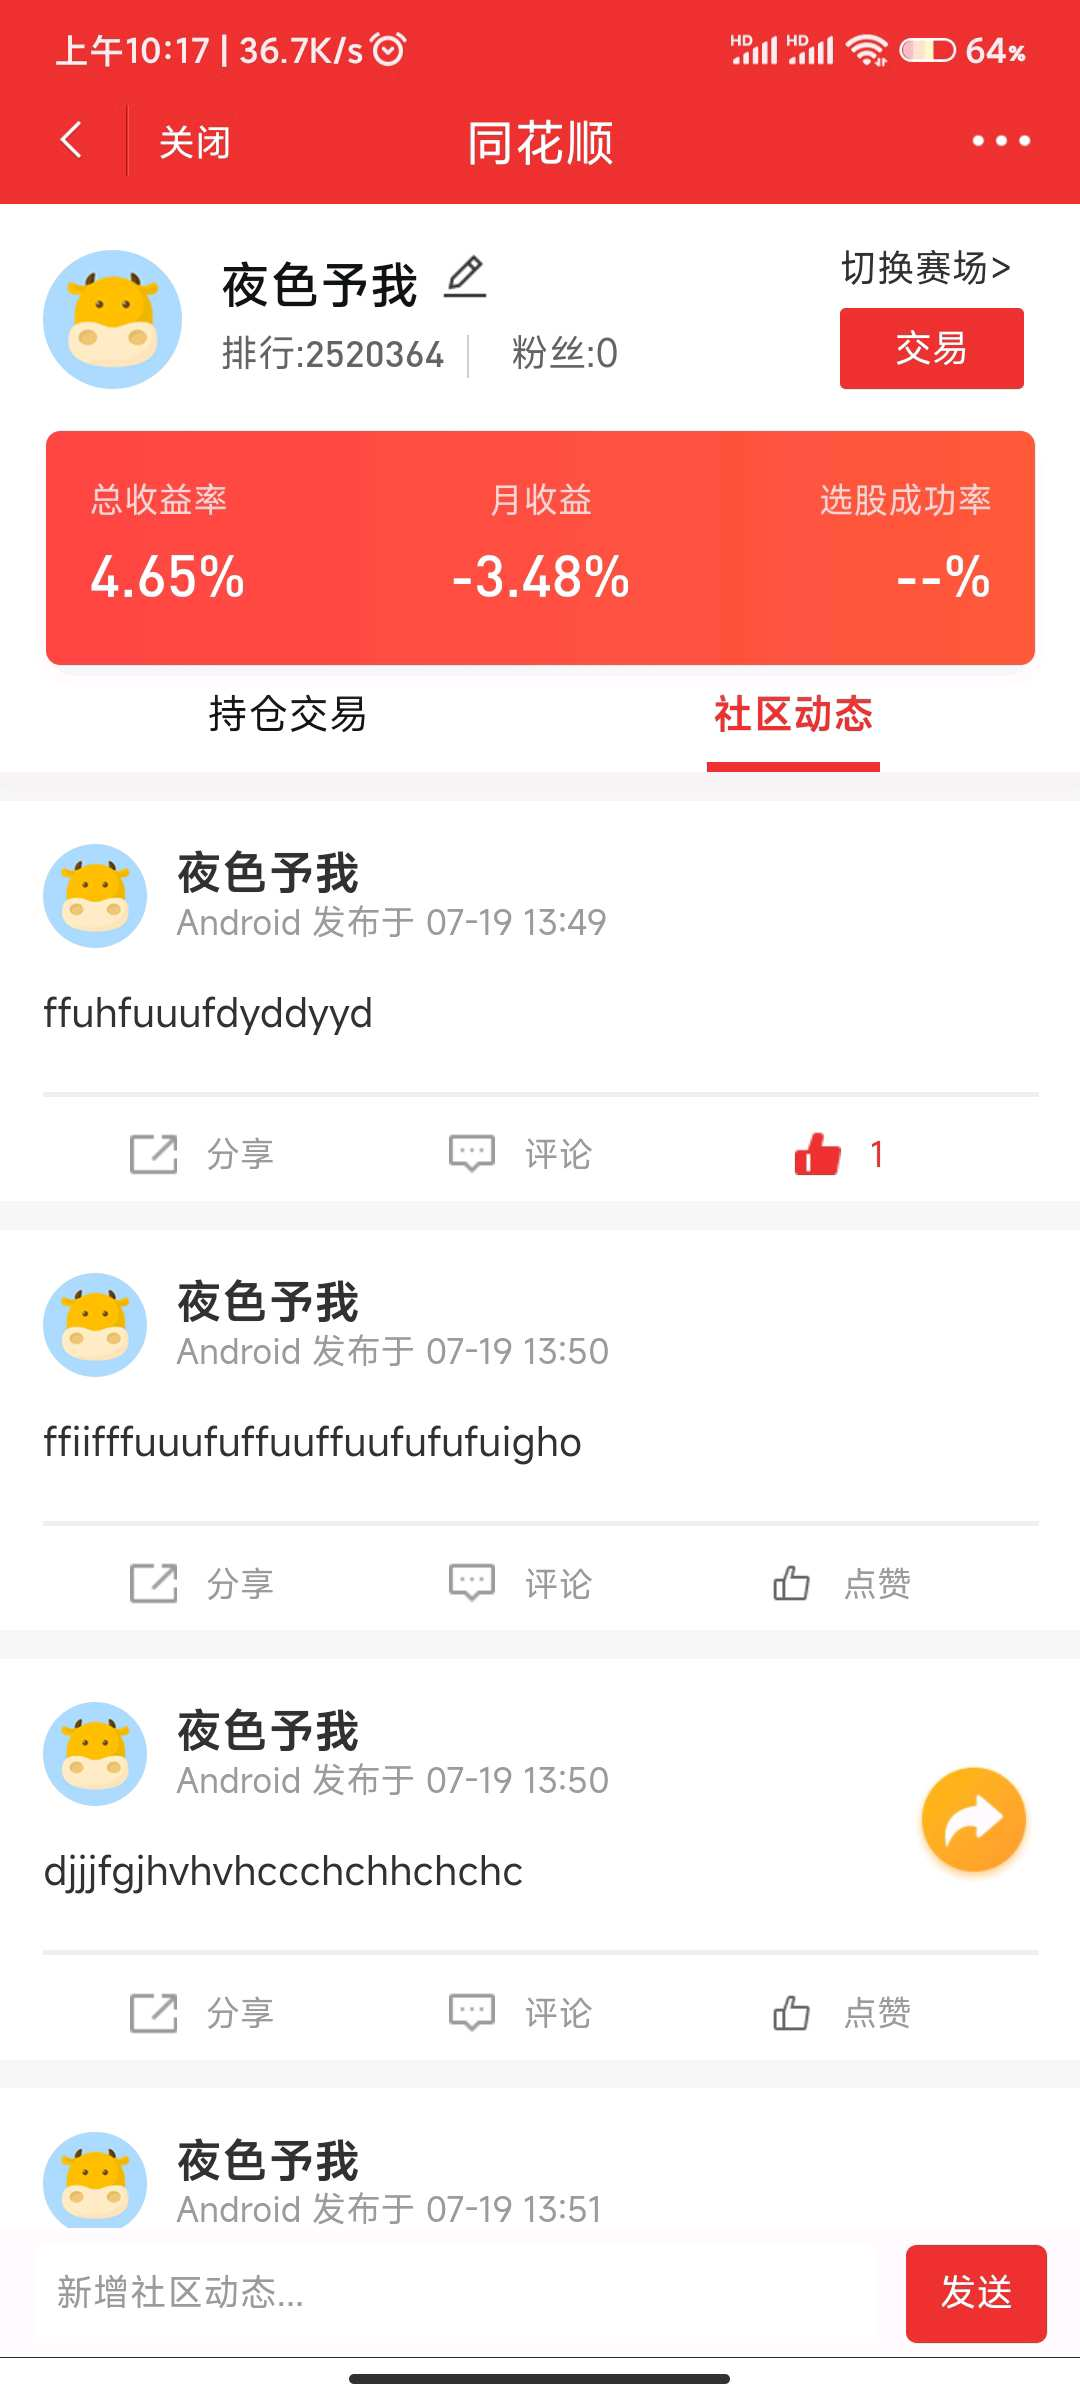 上午10:17 | 36.7K/s
HD HD 64%
关闭 同花顺
夜色予我 切换赛场>
排行:2520364 粉丝:0 交易
总收益率 月收益 选股成功率
4.65% -3.48% --%
持仓交易 社区动态
夜色予我
Android 发布于 07-19 13:49
ffuhfuuufdyddyyd
分享 评论 1
夜色予我
Android 发布于 07-19 13:50
ffiifffuuufuffuuffuufufufuigho
分享 评论 点赞
夜色予我
Android 发布于 07-19 13:50
djjjfgjhvhvhccchchhchchc
分享 评论 点赞
夜色予我
Android 发布于 07-19 13:51
新增社区动态... 发送